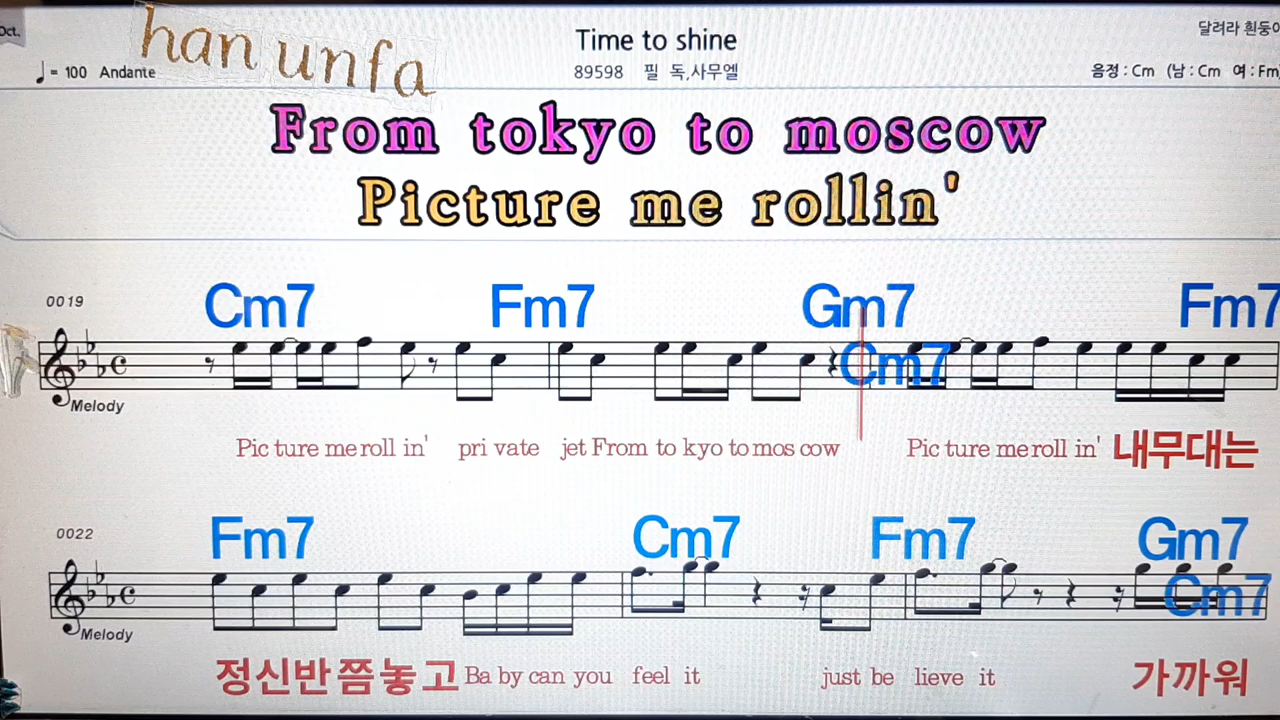 Oct.
han unfa
♩= 100 Andante
Time to shine
89598 필 독,사무엘
달려라 흰둥이
음정 : Cm (남 : Cm 여 : Fm
From tokyo to moscow
Picture me rollin'
0019
Cm7 Fm7 Gm7 Cm7 Fm7
Melody
Pic ture me roll in' pri vate jet From to kyo to mos cow Pic ture me roll in' 내무대는
0022
Fm7 Cm7 Fm7 Gm7 Cm7
Melody
정신반쯤놓고 Ba by can you feel it just be lieve it 가까워